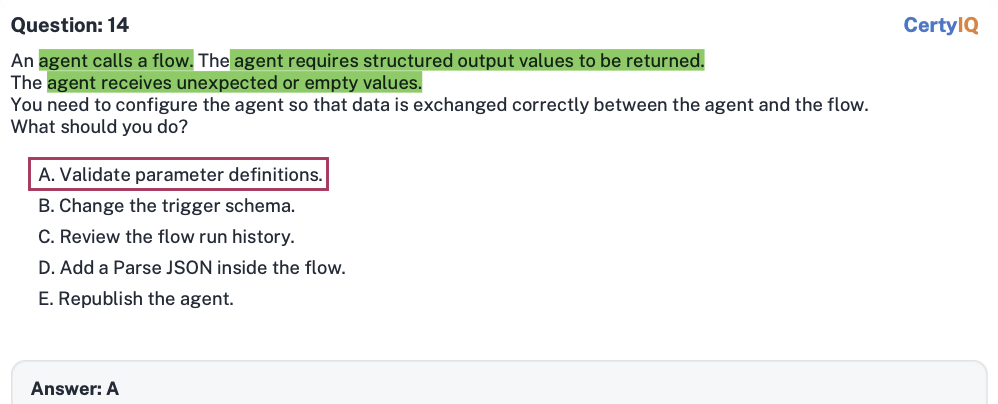 Question: 14
CertyIQ
An agent calls a flow. The agent requires structured output values to be returned.
The agent receives unexpected or empty values.
You need to configure the agent so that data is exchanged correctly between the agent and the flow.
What should you do?
A. Validate parameter definitions.
B. Change the trigger schema.
C. Review the flow run history.
D. Add a Parse JSON inside the flow.
E. Republish the agent.
Answer: A